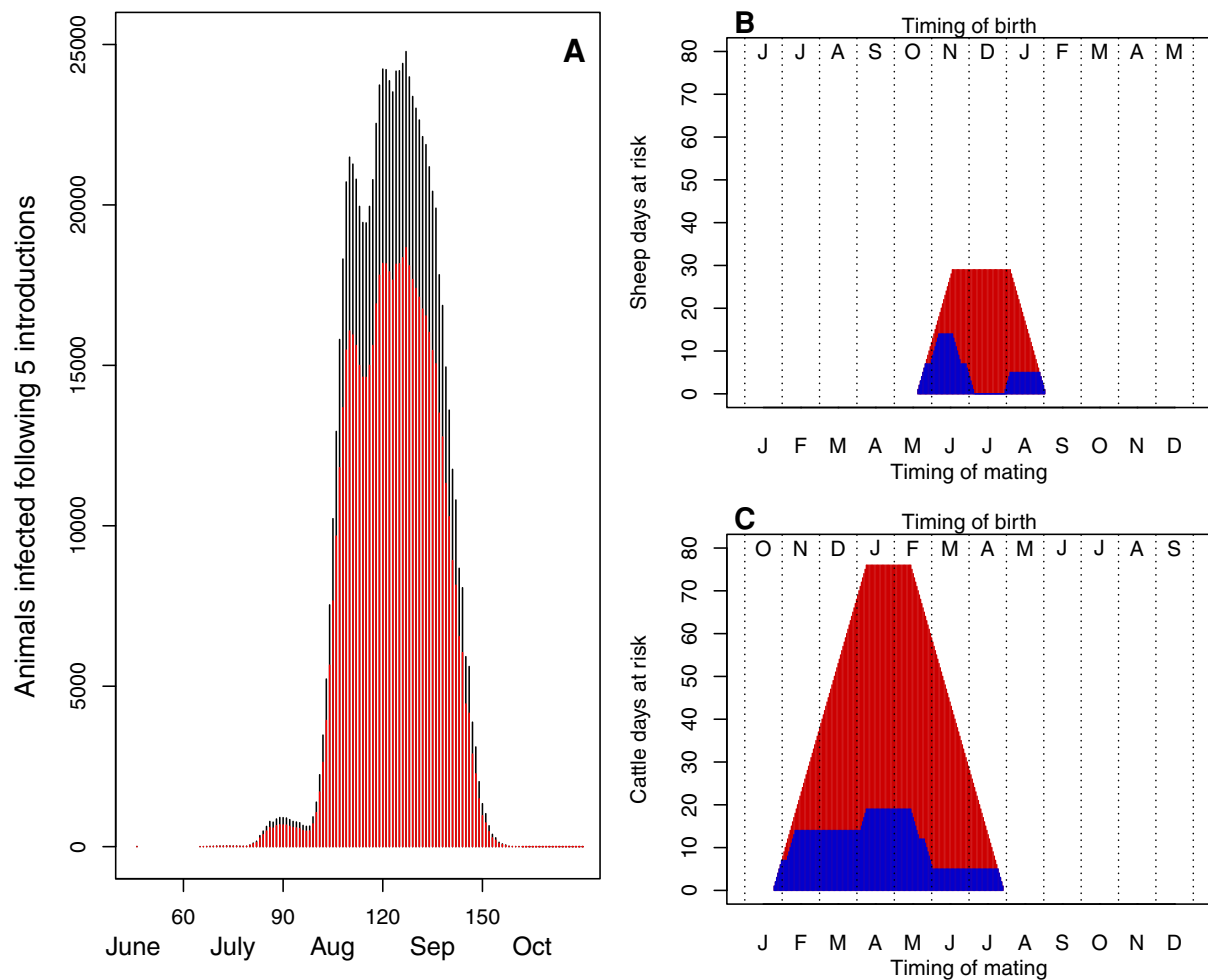 A
Animals infected following 5 introductions
25000
20000
15000
10000
5000
0
60 90 120 150
June July Aug Sep Oct
B
Timing of birth
J J A S O N D J F M A M
Sheep days at risk
80
70
60
50
40
30
20
10
0
J F M A M J J A S O N D
Timing of mating
C
Timing of birth
O N D J F M A M J J A S
Cattle days at risk
80
70
60
50
40
30
20
10
0
J F M A M J J A S O N D
Timing of mating